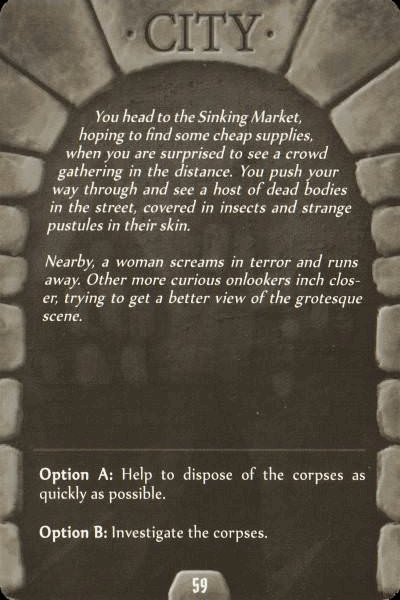 · CITY ·
You head to the Sinking Market,
hoping to find some cheap supplies,
when you are surprised to see a crowd
gathering in the distance. You push your
way through and see a host of dead bodies
in the street, covered in insects and strange
pustules in their skin.
Nearby, a woman screams in terror and runs
away. Other more curious onlookers inch clos-
er, trying to get a better view of the grotesque
scene.
Option A: Help to dispose of the corpses as
quickly as possible.
Option B: Investigate the corpses.
59